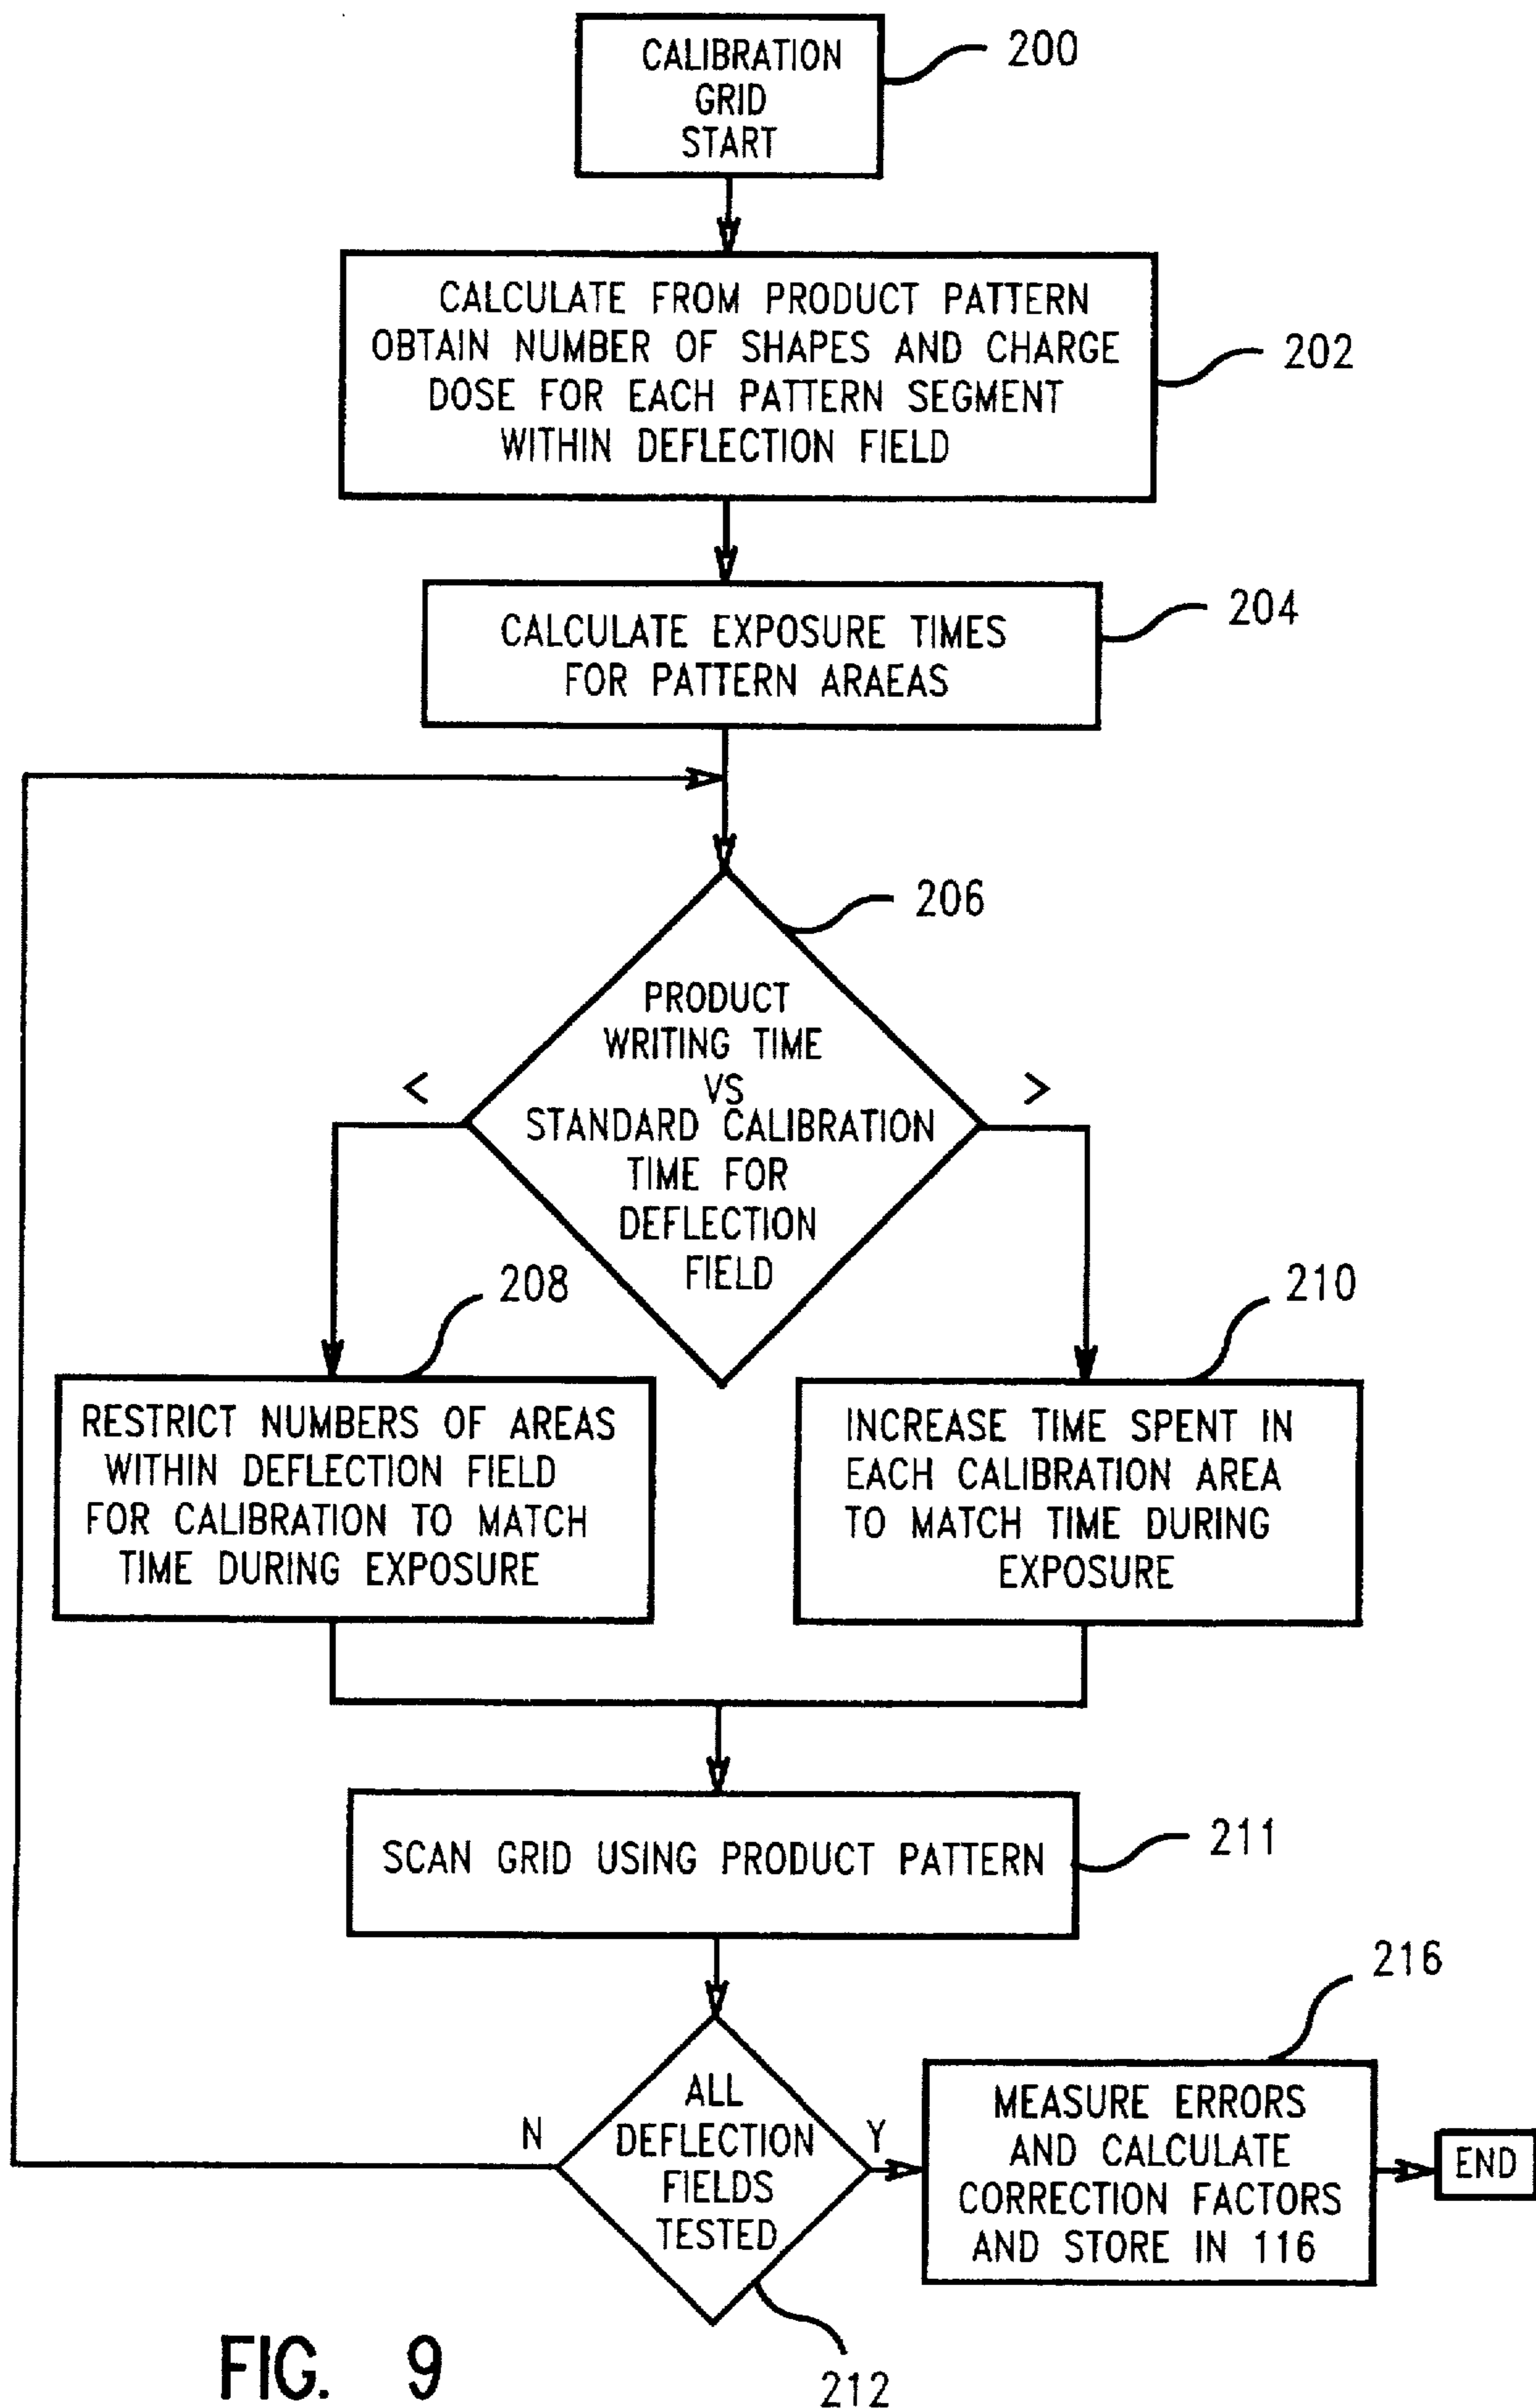 CALIBRATION
GRID
START
200
CALCULATE FROM PRODUCT PATTERN
OBTAIN NUMBER OF SHAPES AND CHARGE
DOSE FOR EACH PATTERN SEGMENT
WITHIN DEFLECTION FIELD
202
CALCULATE EXPOSURE TIMES
FOR PATTERN ARAEAS
204
206
PRODUCT
WRITING TIME
VS
STANDARD CALIBRATION
TIME FOR
DEFLECTION
FIELD
<
>
208
210
RESTRICT NUMBERS OF AREAS
WITHIN DEFLECTION FIELD
FOR CALIBRATION TO MATCH
TIME DURING EXPOSURE
INCREASE TIME SPENT IN
EACH CALIBRATION AREA
TO MATCH TIME DURING
EXPOSURE
SCAN GRID USING PRODUCT PATTERN
211
216
ALL
DEFLECTION
FIELDS
TESTED
N
Y
MEASURE ERRORS
AND CALCULATE
CORRECTION FACTORS
AND STORE IN 116
END
212
FIG. 9